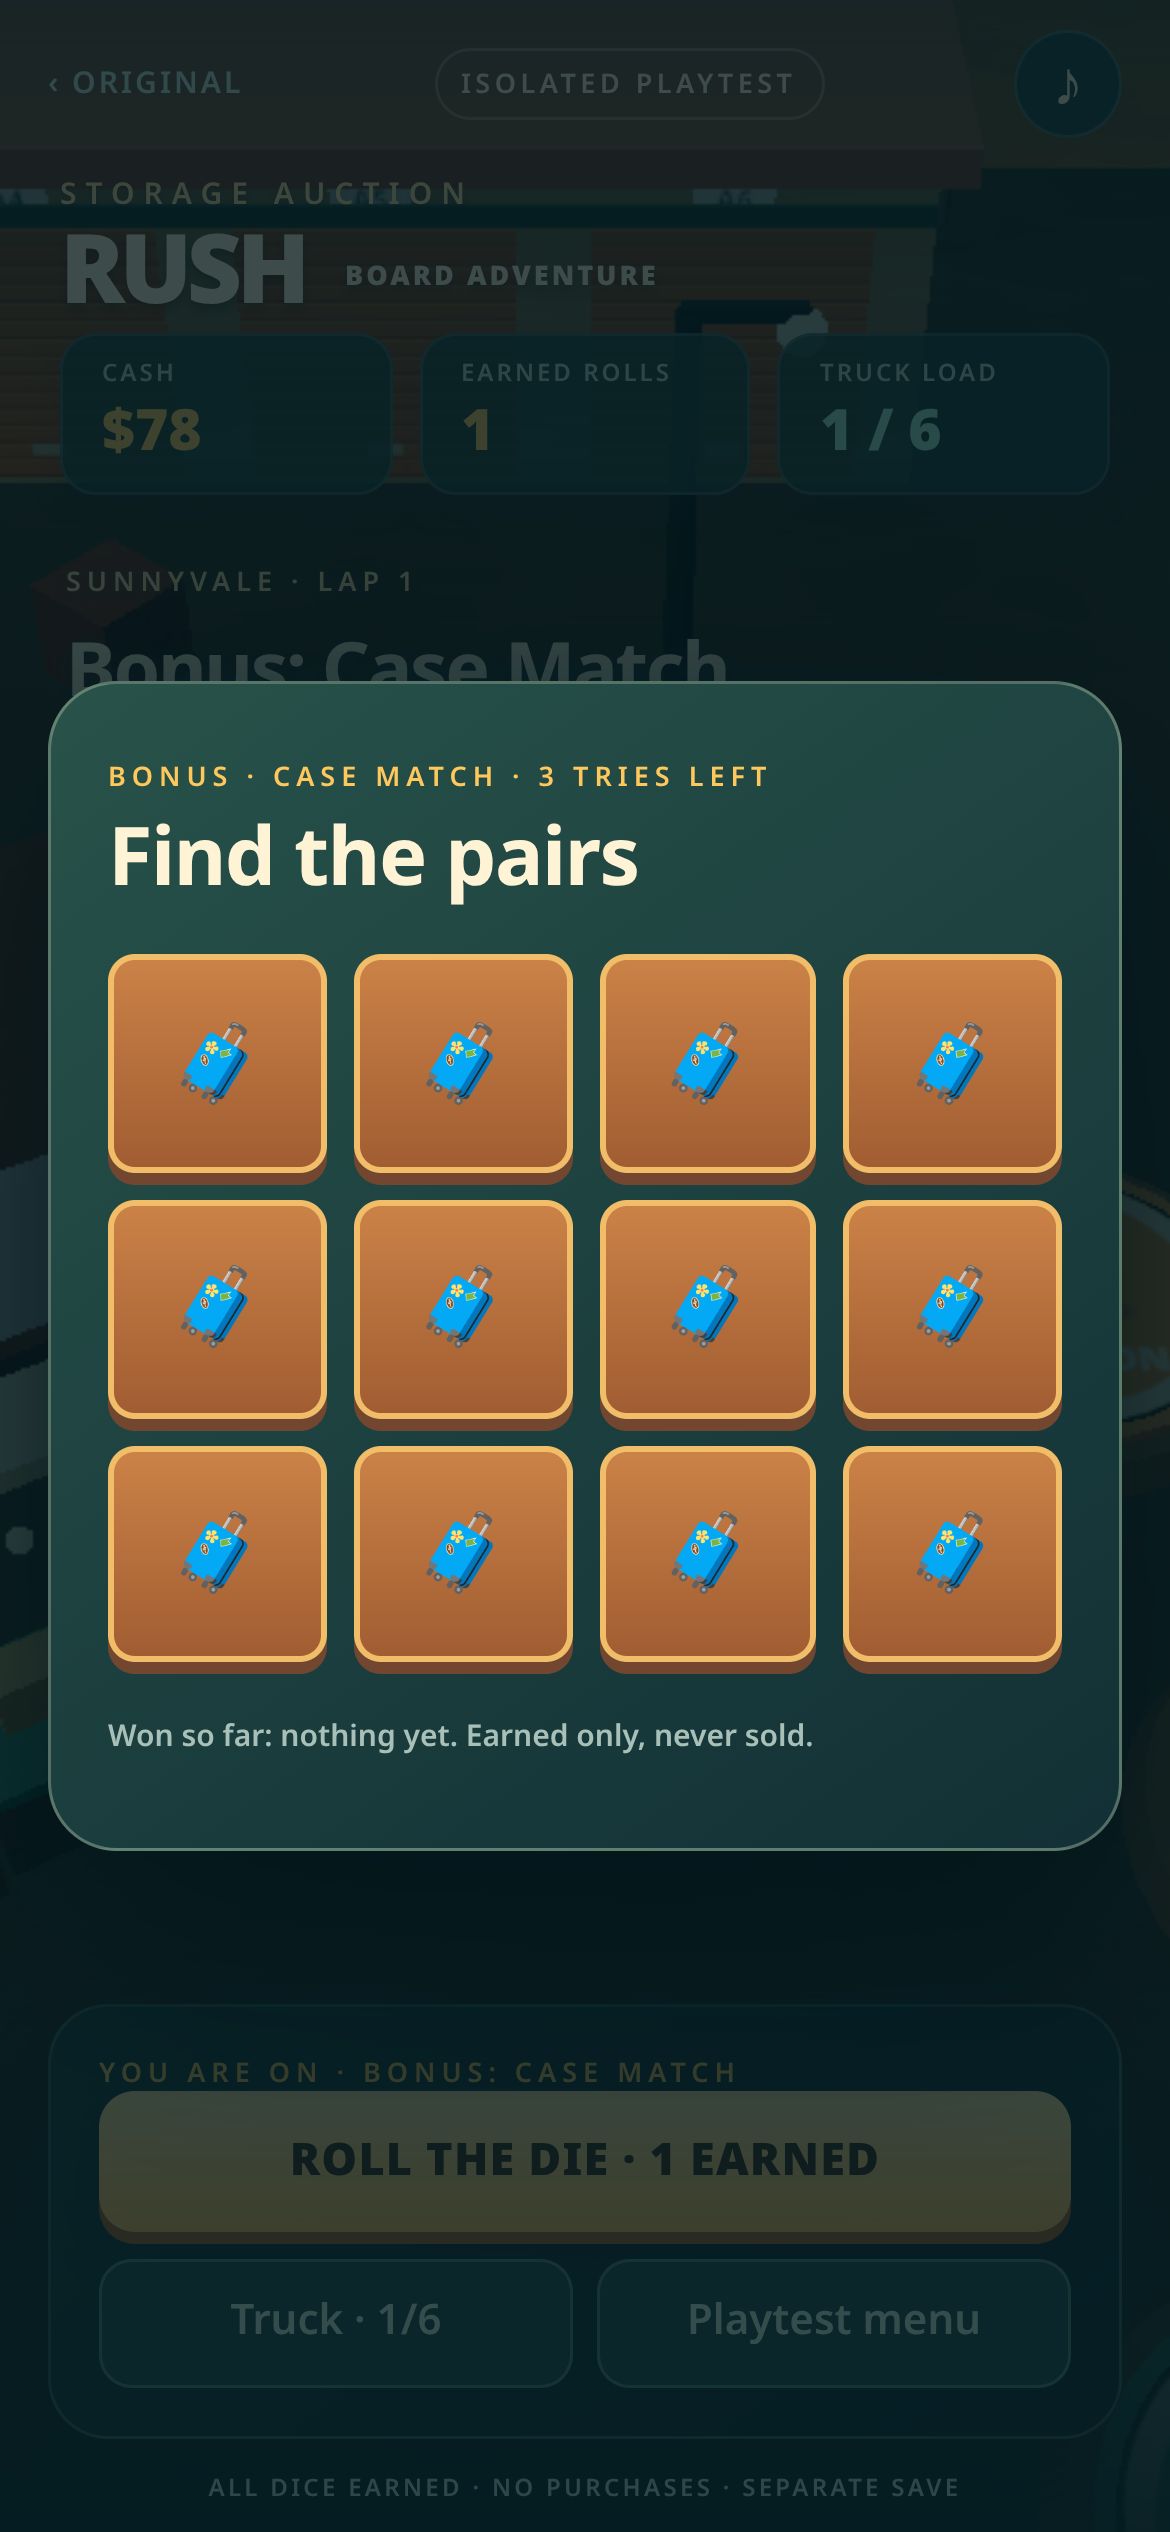 ‹ ORIGINAL
ISOLATED PLAYTEST
STORAGE AUCTION
RUSH
BOARD ADVENTURE
CASH
$78
EARNED ROLLS
1
TRUCK LOAD
1 / 6
SUNNYVALE · LAP 1
Bonus: Case Match
BONUS · CASE MATCH · 3 TRIES LEFT
Find the pairs
Won so far: nothing yet. Earned only, never sold.
YOU ARE ON · BONUS: CASE MATCH
ROLL THE DIE · 1 EARNED
Truck · 1/6
Playtest menu
ALL DICE EARNED · NO PURCHASES · SEPARATE SAVE